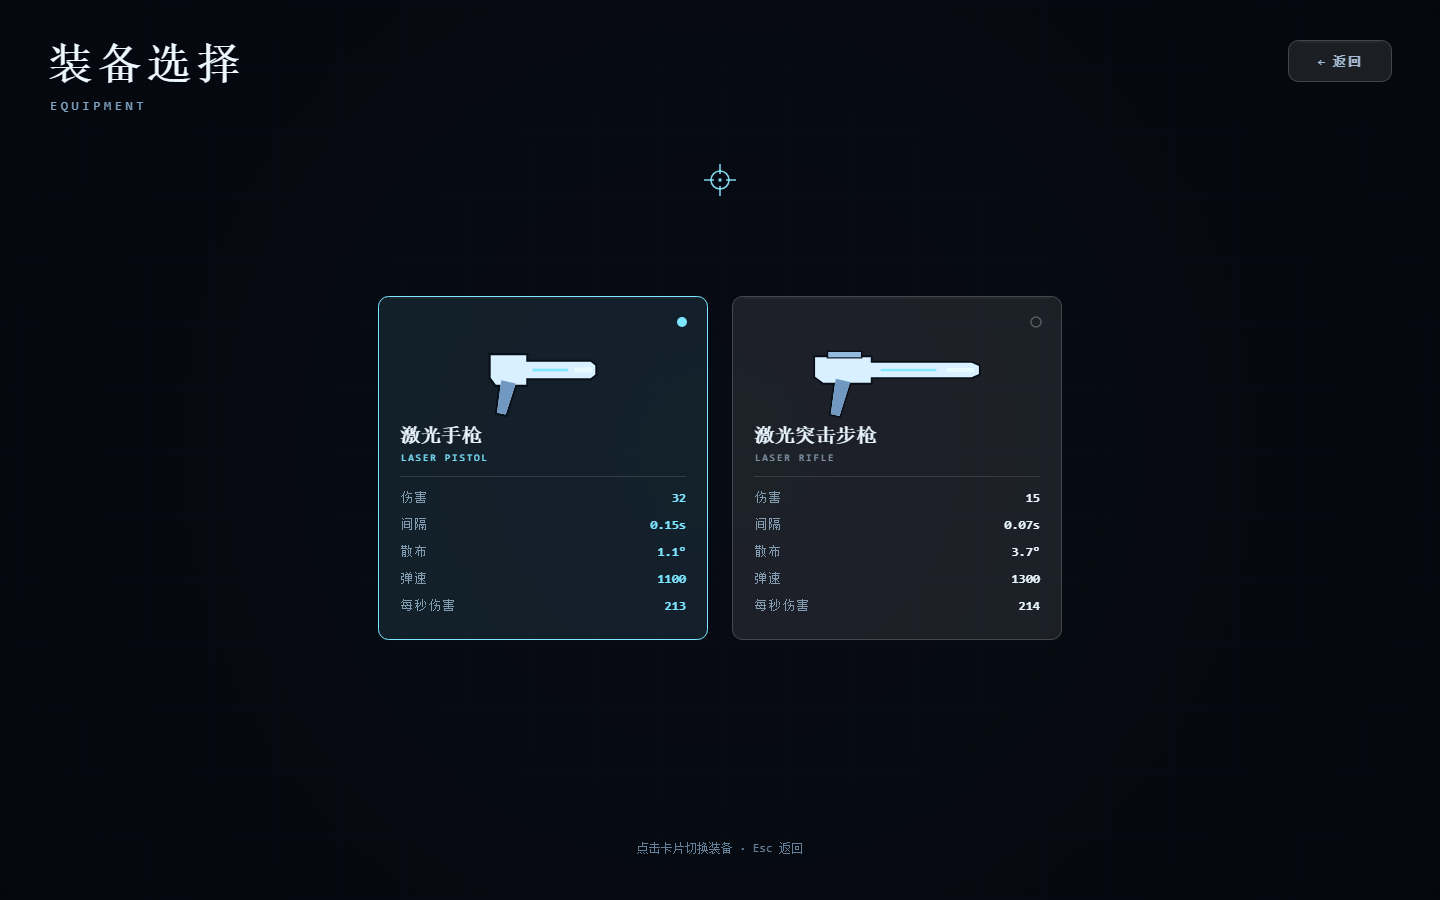 装备选择
EQUIPMENT
← 返回
激光手枪
LASER PISTOL
伤害 32
间隔 0.15s
散布 1.1°
弹速 1100
每秒伤害 213
激光突击步枪
LASER RIFLE
伤害 15
间隔 0.07s
散布 3.7°
弹速 1300
每秒伤害 214
点击卡片切换装备 · Esc 返回